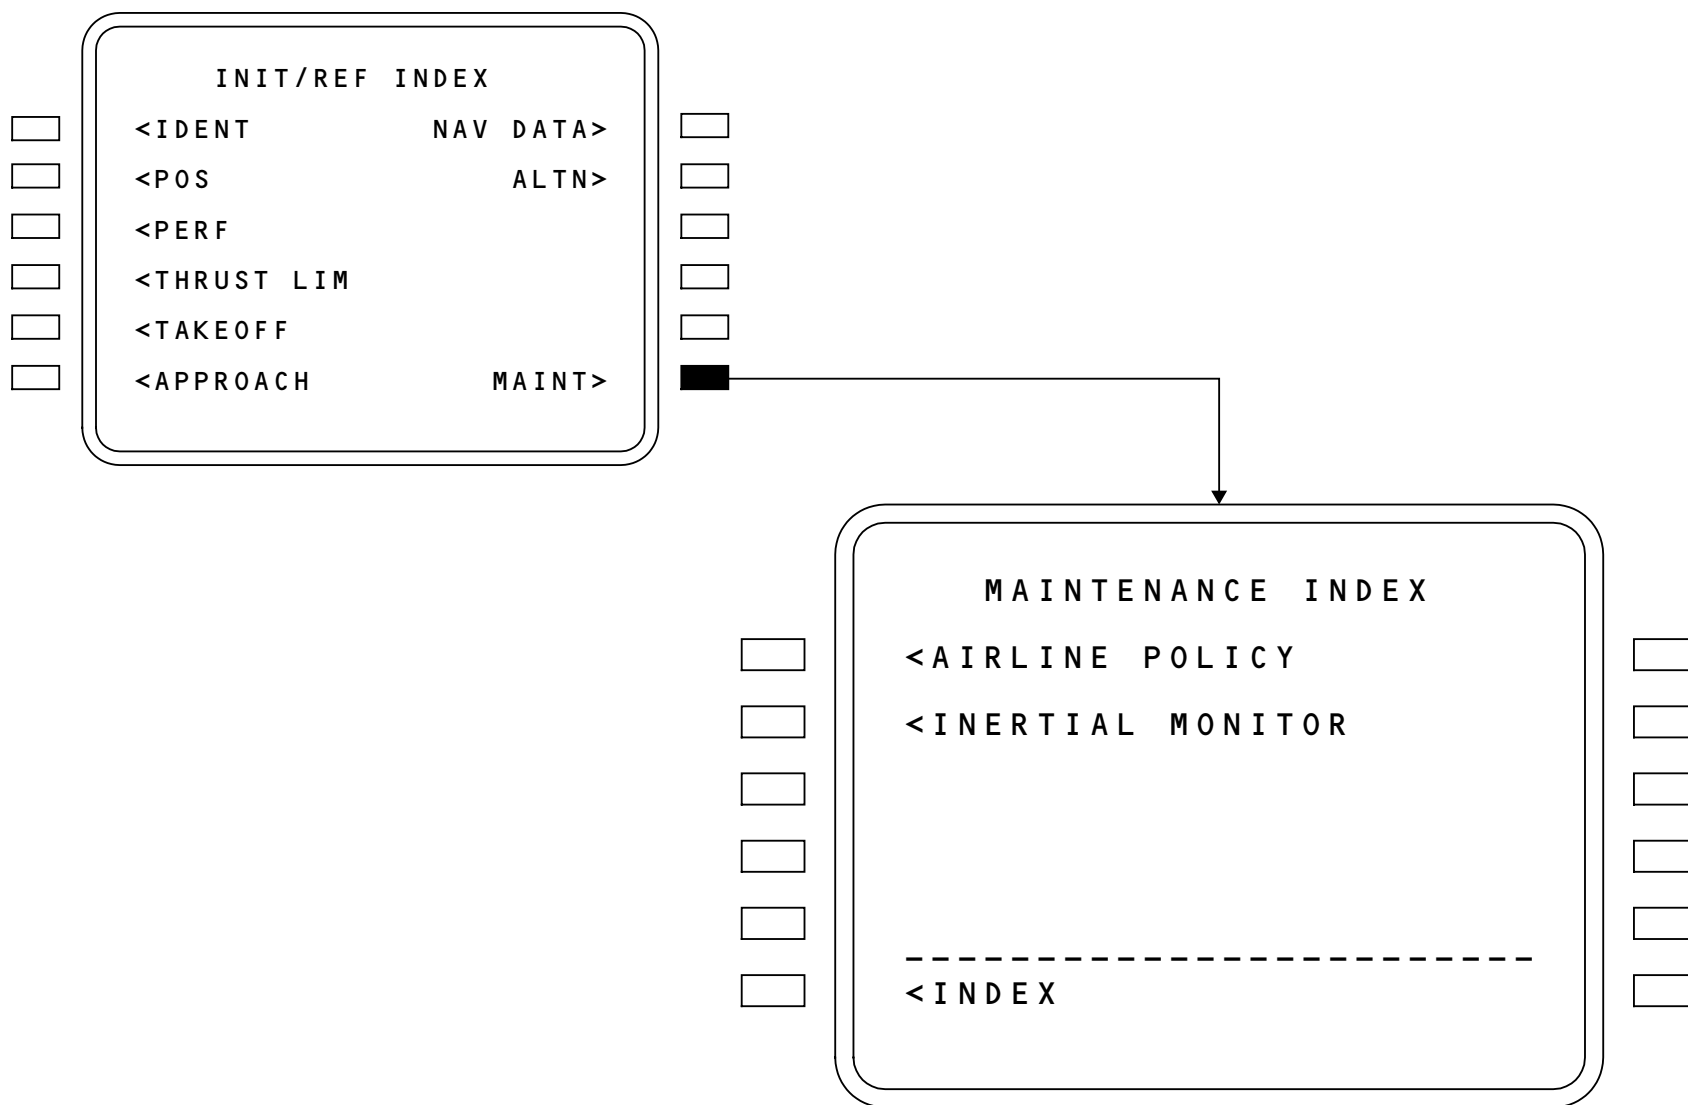 INIT/REF INDEX
<IDENT NAV DATA>
<POS ALTN>
<PERF
<THRUST LIM
<TAKEOFF
<APPROACH MAINT>
MAINTENANCE INDEX
<AIRLINE POLICY
<INERTIAL MONITOR
------------------------
<INDEX